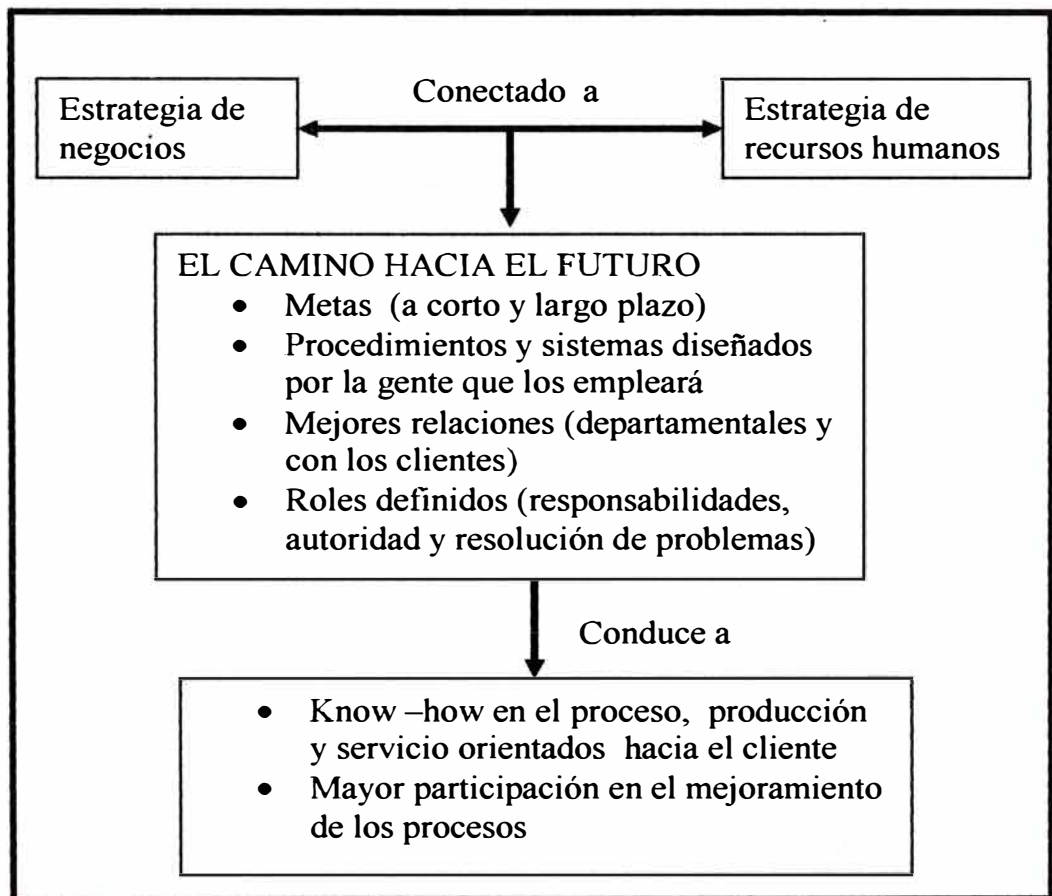 Conectado a
Estrategia de
negocios
Estrategia de
recursos humanos
EL CAMINO HACIA EL FUTURO
• Metas (a corto y largo plazo)
• Procedimientos y sistemas diseñados
por la gente que los empleará
• Mejores relaciones (departamentales y
con los clientes)
• Roles definidos (responsabilidades,
autoridad y resolución de problemas)
Conduce a
• Know –how en el proceso, producción
y servicio orientados hacia el cliente
• Mayor participación en el mejoramiento
de los procesos